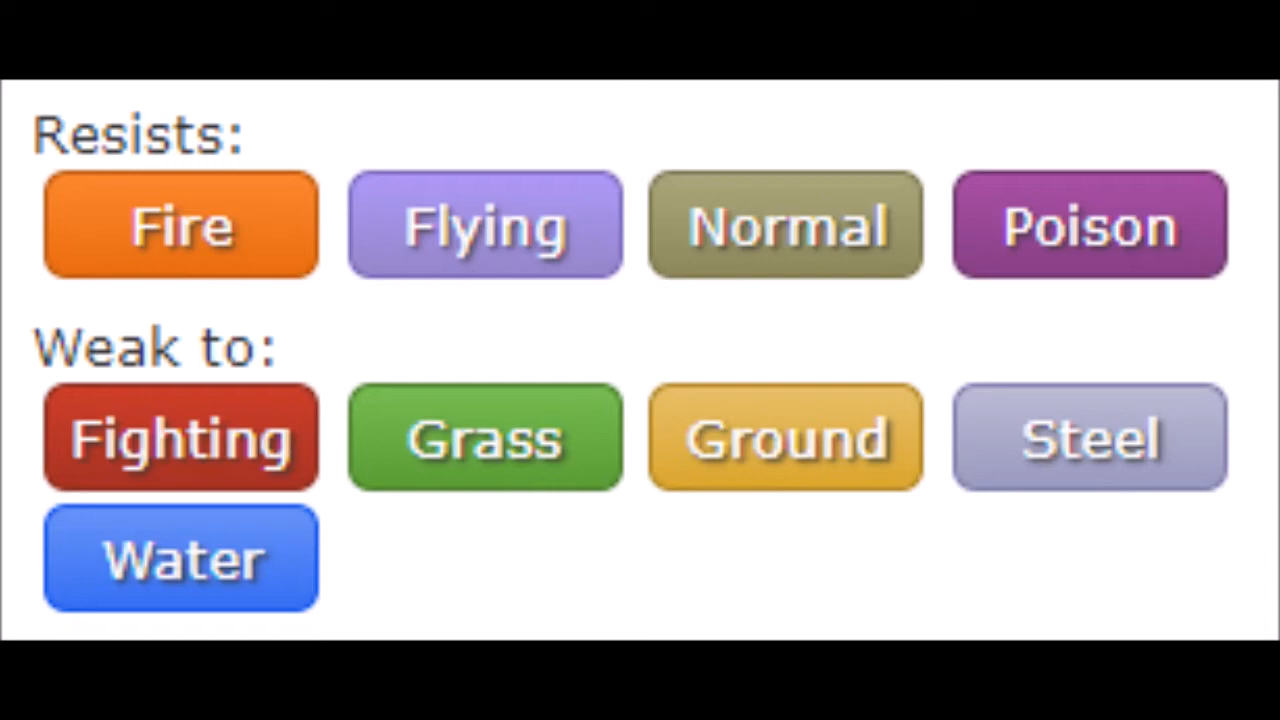 Resists:
Fire Flying Normal Poison
Weak to:
Fighting Grass Ground Steel
Water